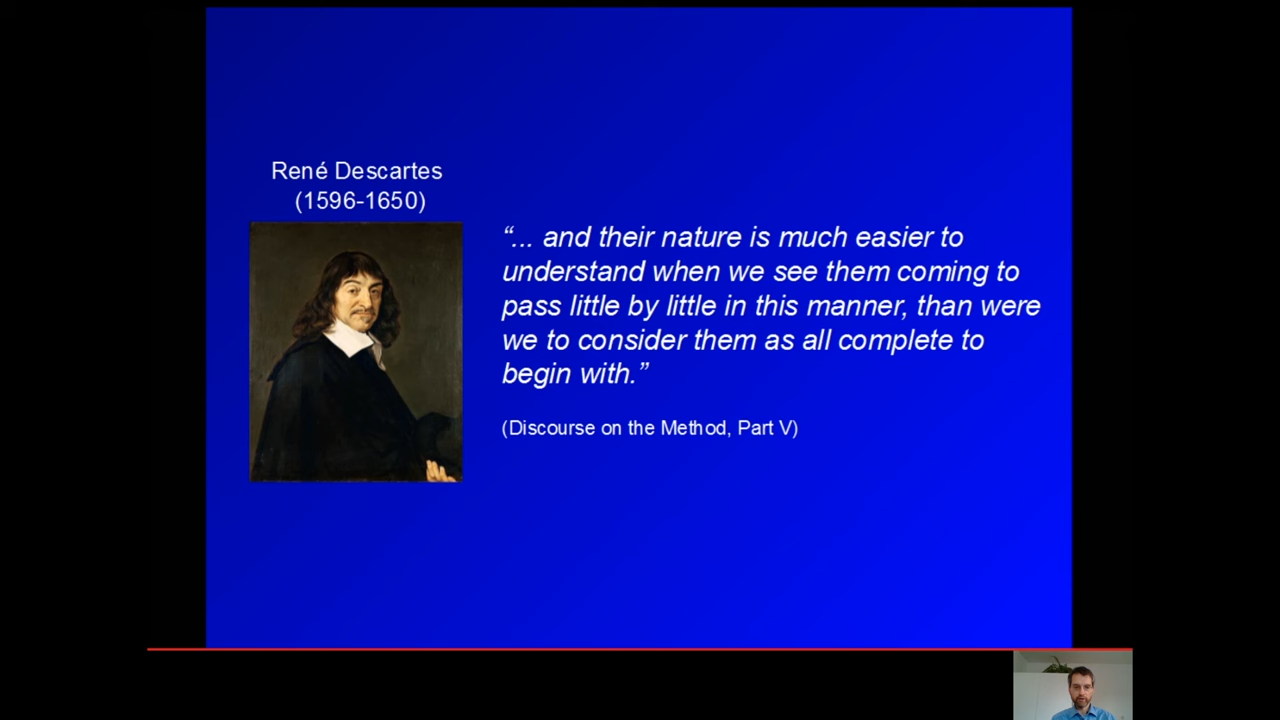 René Descartes
(1596-1650)
“... and their nature is much easier to
understand when we see them coming to
pass little by little in this manner, than were
we to consider them as all complete to
begin with.”
(Discourse on the Method, Part V)